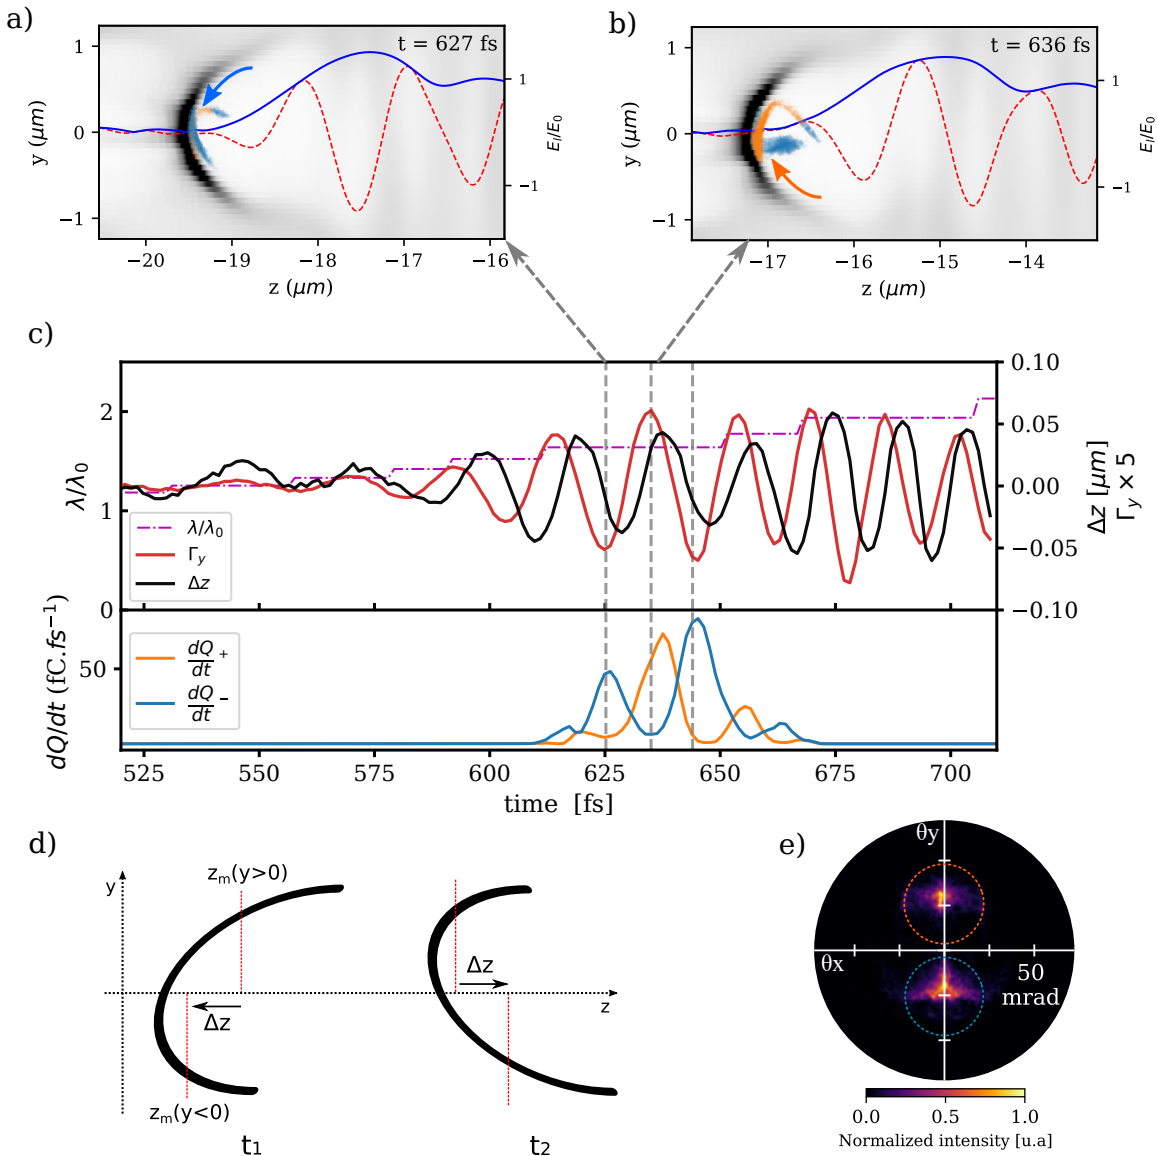 a)
t = 627 fs
y (μm)
1
0
−1
1
−1
E_l/E_0
−20 −19 −18 −17 −16
z (μm)
b)
t = 636 fs
y (μm)
1
0
−1
1
−1
E_l/E_0
−17 −16 −15 −14
z (μm)
c)
λ/λ_0
2
1
0
0.10
0.05
0.00
−0.05
−0.10
Δz [μm]
Γ_y × 5
λ/λ_0
Γ_y
Δz
dQ/dt (fC.fs^{−1})
50
dQ/dt +
dQ/dt −
525 550 575 600 625 650 675 700
time [fs]
d)
y
z_m(y>0)
Δz
z_m(y<0)
t_1
Δz
z
t_2
e)
θy
θx
50
mrad
0.0 0.5 1.0
Normalized intensity [u.a]